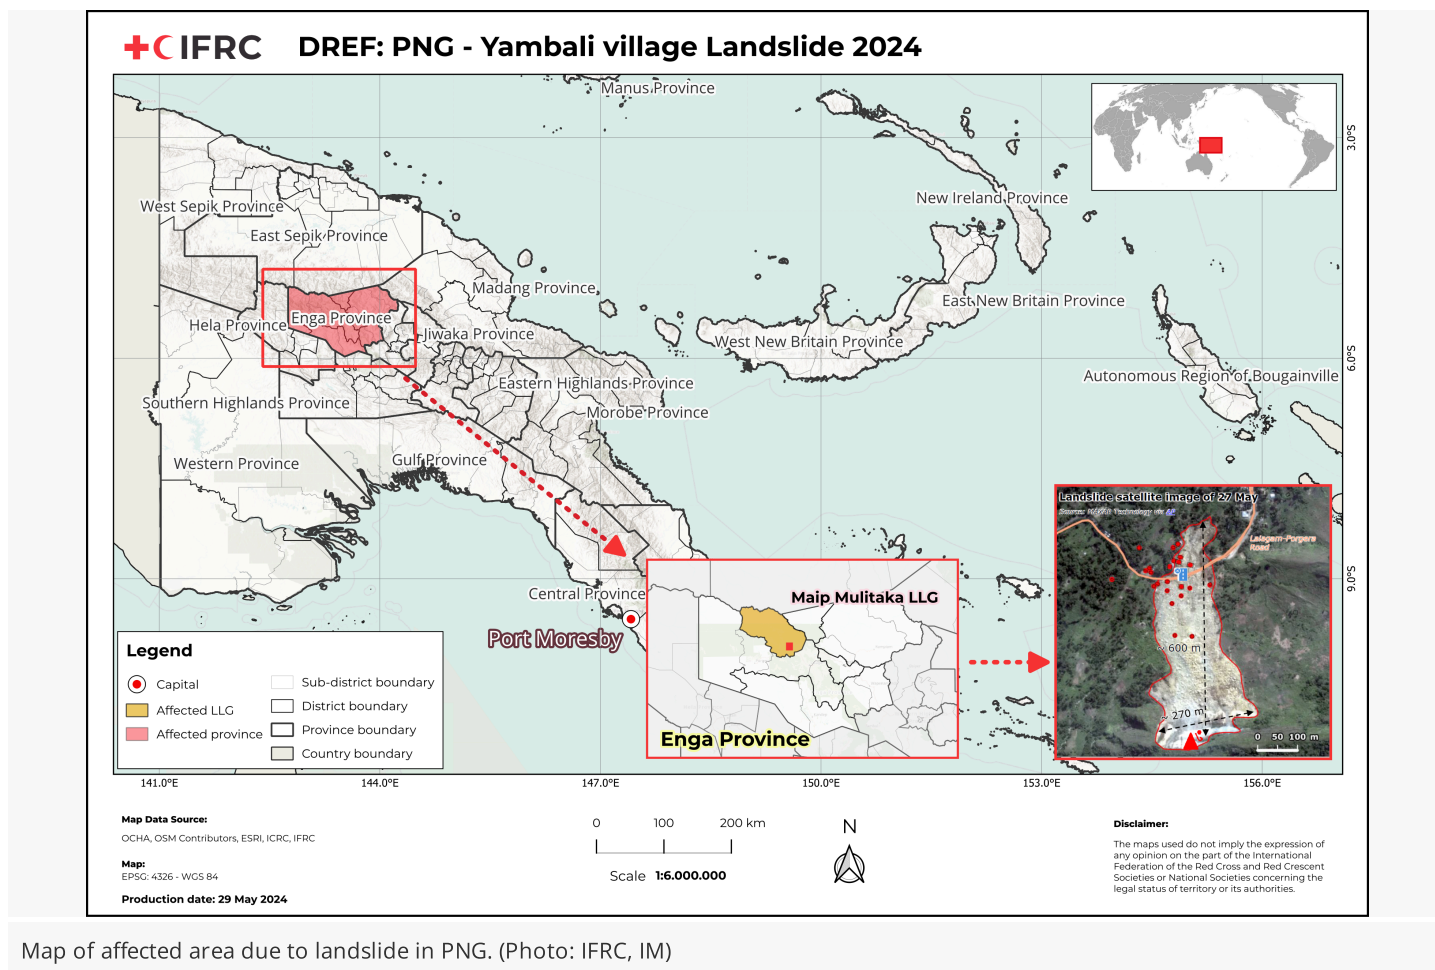 IFRC
DREF: PNG - Yambali village Landslide 2024
Manus Province
New Ireland Province
West Sepik Province
East Sepik Province
Madang Province
East New Britain Province
Enga Province
Hela Province
Jiwaka Province
West New Britain Province
Autonomous Region of Bougainville
Eastern Highlands Province
Southern Highlands Province
Morobe Province
Western Province
Gulf Province
Central Province
Port Moresby
3.0°S
6.0°S
9.0°S
Landslide satellite image of 27 May
Sources: MAXAR Technology via AP
Laiagam-Porgera
Road
~ 600 m
~ 270 m
0 50 100 m
Maip Mulitaka LLG
Enga Province
Legend
Capital
Affected LLG
Affected province
Sub-district boundary
District boundary
Province boundary
Country boundary
141.0°E
144.0°E
147.0°E
150.0°E
153.0°E
156.0°E
Map Data Source:
OCHA, OSM Contributors, ESRI, ICRC, IFRC
Map:
EPSG: 4326 - WGS 84
Production date: 29 May 2024
0 100 200 km
Scale 1:6.000.000
N
Disclaimer:
The maps used do not imply the expression of
any opinion on the part of the International
Federation of the Red Cross and Red Crescent
Societies or National Societies concerning the
legal status of territory or its authorities.
Map of affected area due to landslide in PNG. (Photo: IFRC, IM)